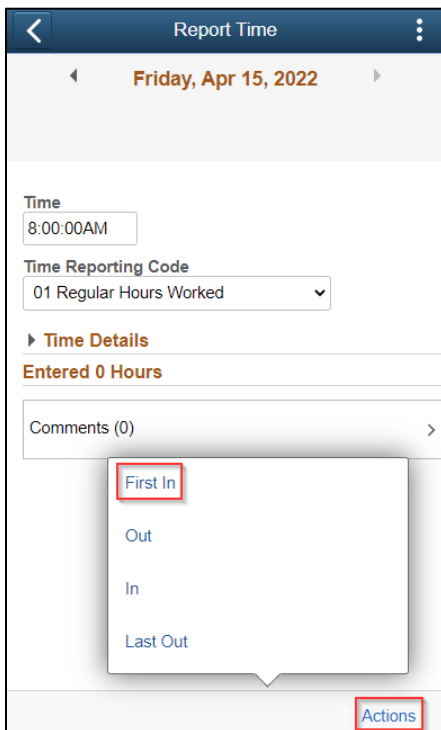 Report Time
Friday, Apr 15, 2022
Time
8:00:00AM
Time Reporting Code
01 Regular Hours Worked
Time Details
Entered 0 Hours
Comments (0)
First In
Out
In
Last Out
Actions